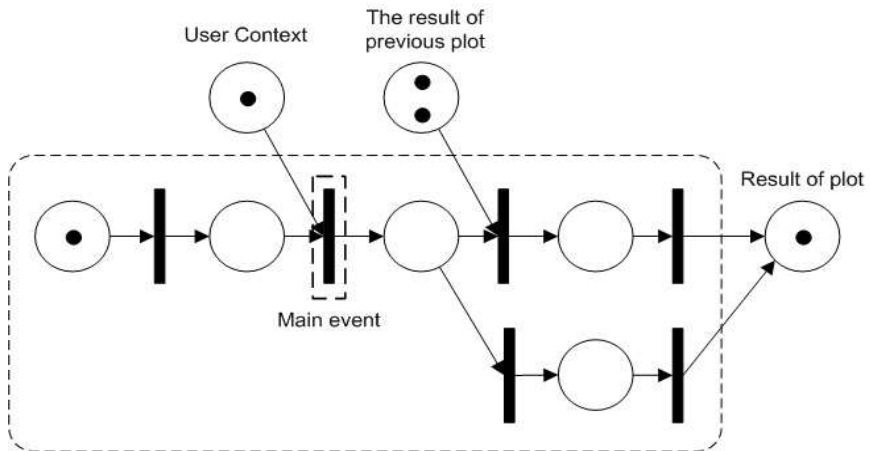 The result of
previous plot
User Context
Result of plot
Main event